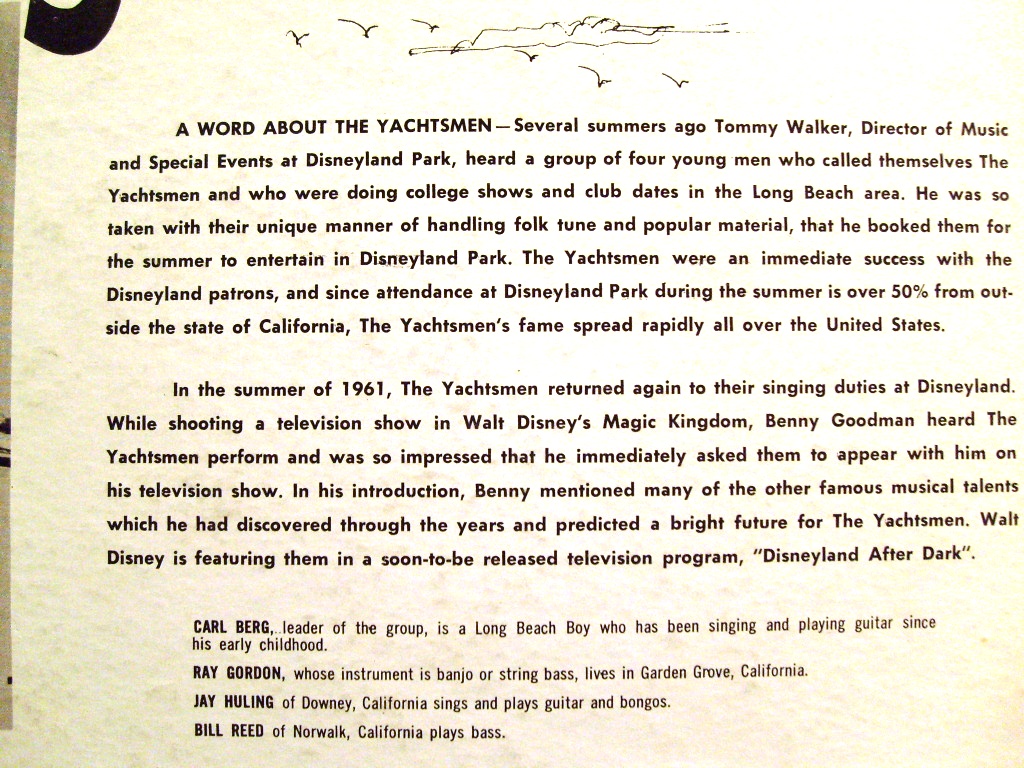 A WORD ABOUT THE YACHTSMEN—Several summers ago Tommy Walker, Director of Music
and Special Events at Disneyland Park, heard a group of four young men who called themselves The
Yachtsmen and who were doing college shows and club dates in the Long Beach area. He was so
taken with their unique manner of handling folk tune and popular material, that he booked them for
the summer to entertain in Disneyland Park. The Yachtsmen were an immediate success with the
Disneyland patrons, and since attendance at Disneyland Park during the summer is over 50% from out-
side the state of California, The Yachtsmen's fame spread rapidly all over the United States.
In the summer of 1961, The Yachtsmen returned again to their singing duties at Disneyland.
While shooting a television show in Walt Disney's Magic Kingdom, Benny Goodman heard The
Yachtsmen perform and was so impressed that he immediately asked them to appear with him on
his television show. In his introduction, Benny mentioned many of the other famous musical talents
which he had discovered through the years and predicted a bright future for The Yachtsmen. Walt
Disney is featuring them in a soon-to-be released television program, "Disneyland After Dark".
CARL BERG, leader of the group, is a Long Beach Boy who has been singing and playing guitar since
his early childhood.
RAY GORDON, whose instrument is banjo or string bass, lives in Garden Grove, California.
JAY HULING of Downey, California sings and plays guitar and bongos.
BILL REED of Norwalk, California plays bass.